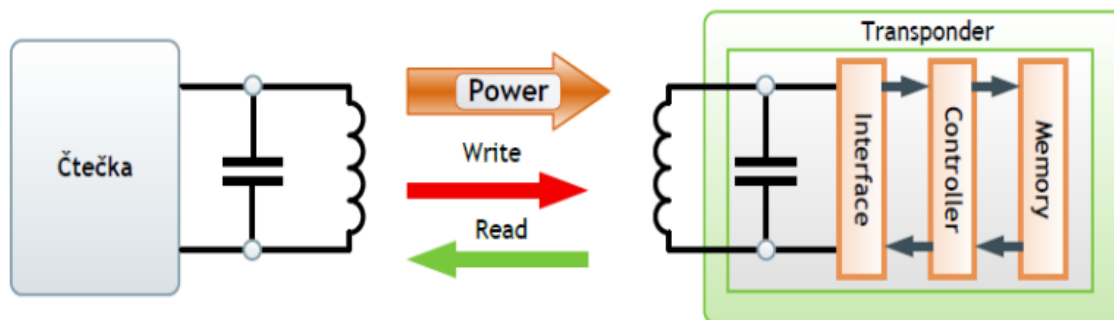 Čtečka
Power
Write
Read
Transponder
Interface
Controller
Memory